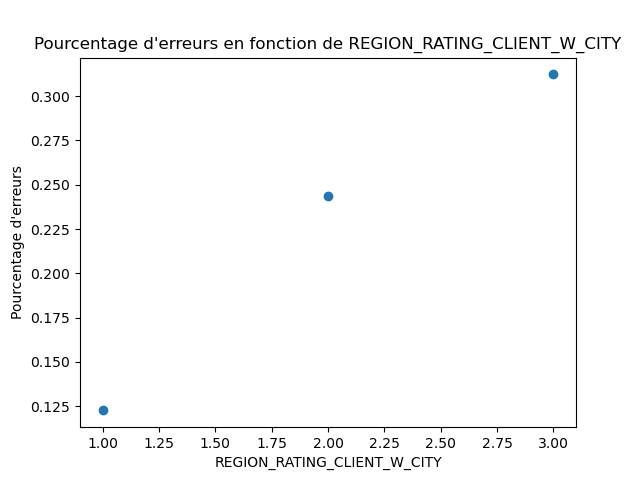 Pourcentage d'erreurs en fonction de REGION_RATING_CLIENT_W_CITY
0.300
0.275
0.250
0.225
0.200
0.175
0.150
0.125
Pourcentage d'erreurs
1.00 1.25 1.50 1.75 2.00 2.25 2.50 2.75 3.00
REGION_RATING_CLIENT_W_CITY